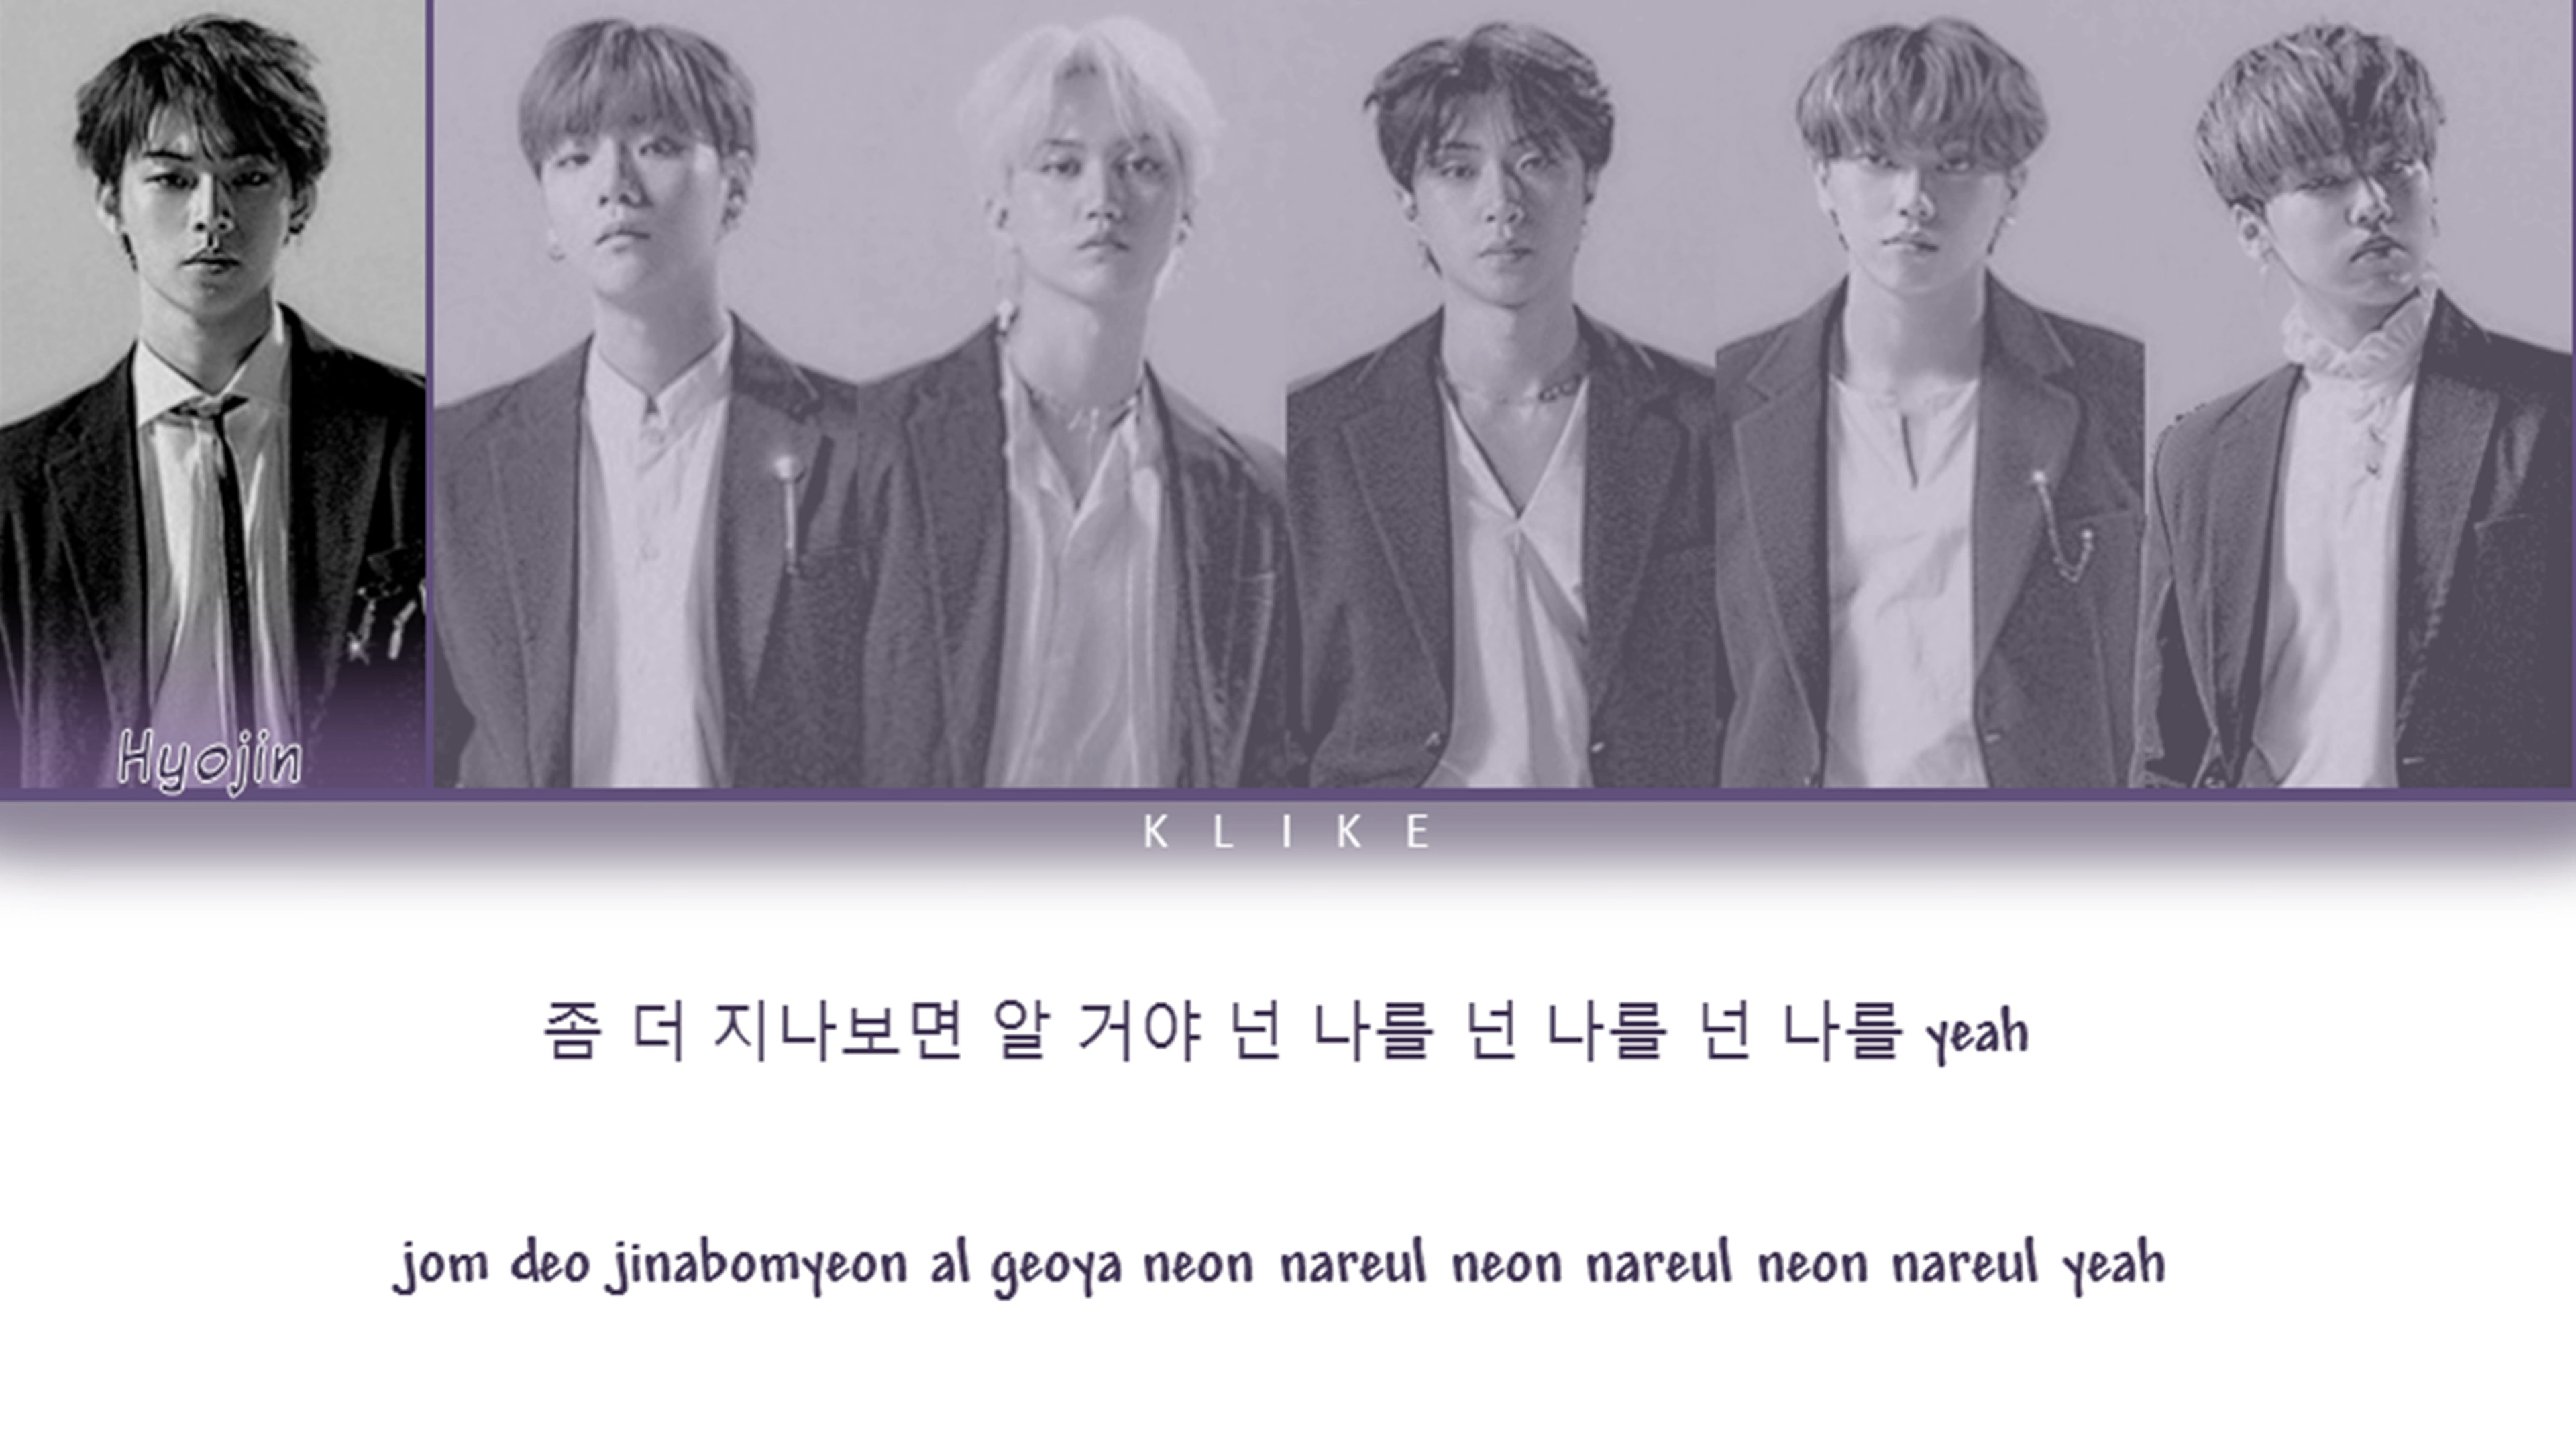 Hyojin
K L I K E
좀 더 지나보면 알 거야 넌 나를 넌 나를 넌 나를 yeah
jom deo jinabomyeon al geoya neon nareul neon nareul neon nareul yeah